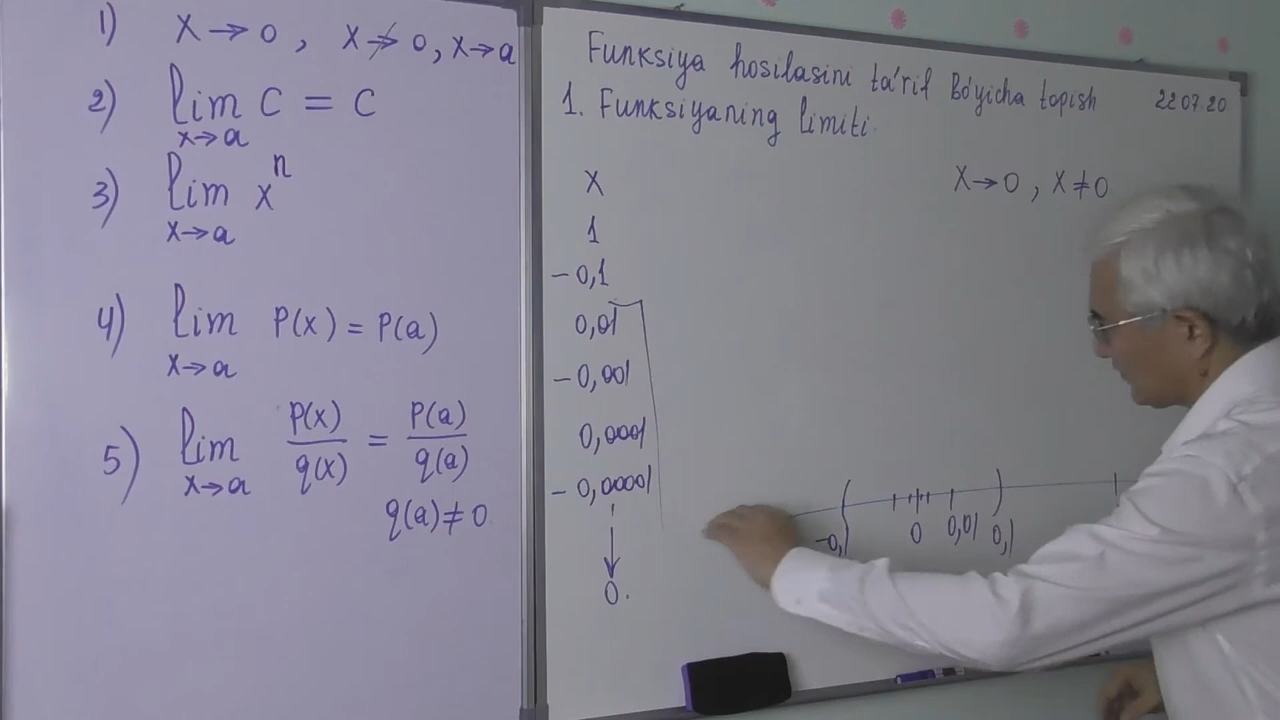 1) x → 0 , x ↛ 0, x → a
2) lim C = C
x→a
3) lim xⁿ
x→a
4) lim P(x) = P(a)
x→a
5) lim P(x)/q(x) = P(a)/q(a)
x→a
q(a) ≠ 0
Funksiya hosilasini ta'rif Bo'yicha topish 22 07.20
1. Funksiyaning limiti.
x
x → 0 , x ≠ 0
1
-0,1
0,01
-0,001
0,0001
-0,00001
0.
-0,1 0 0,01 0,1